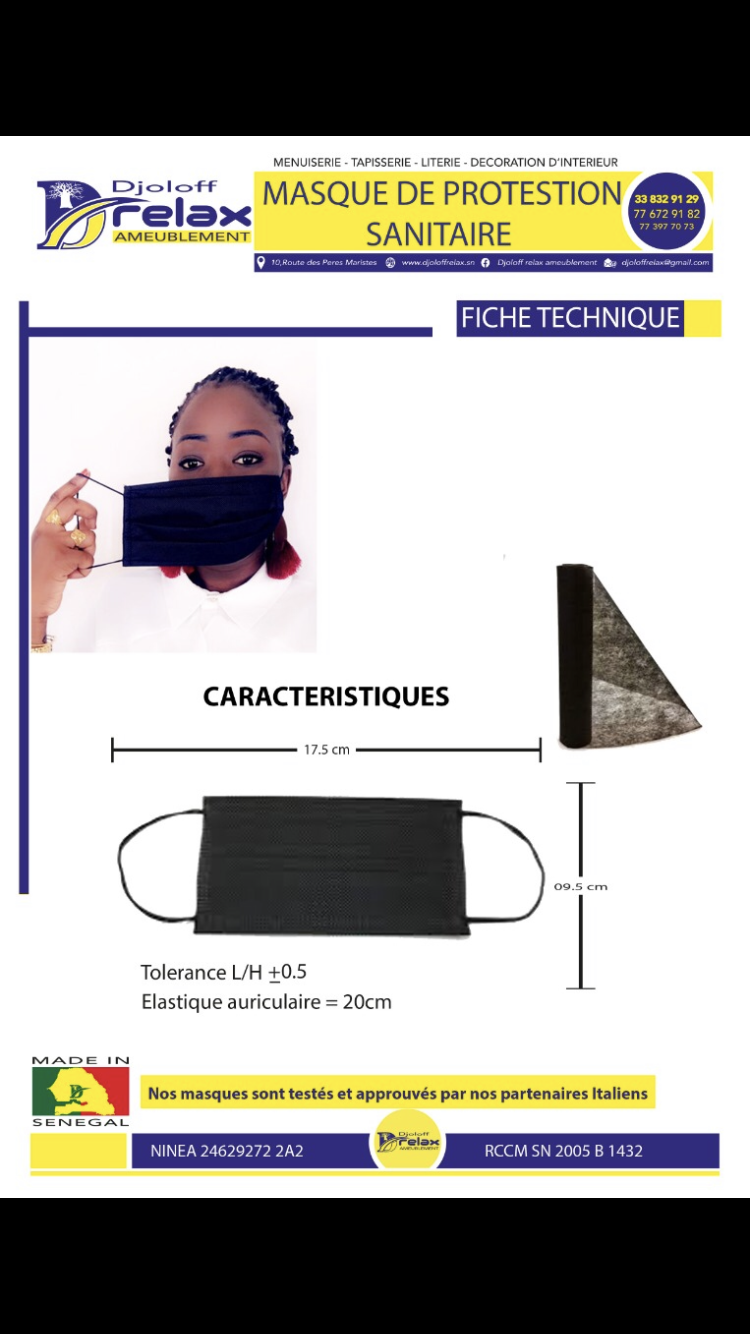 MENUISERIE - TAPISSERIE - LITERIE - DECORATION D'INTERIEUR
Djoloff
relax
AMEUBLEMENT
MASQUE DE PROTESTION
SANITAIRE
33 832 91 29
77 672 91 82
77 397 70 73
10,Route des Peres Maristes www.djoloffrelax.sn Djoloff relax ameublement djoloffrelax@gmail.com
FICHE TECHNIQUE
CARACTERISTIQUES
17.5 cm
09.5 cm
Tolerance L/H ±0.5
Elastique auriculaire = 20cm
MADE IN
SENEGAL
Nos masques sont testés et approuvés par nos partenaires Italiens
NINEA 24629272 2A2
Djoloff
relax
AMEUBLEMENT
RCCM SN 2005 B 1432